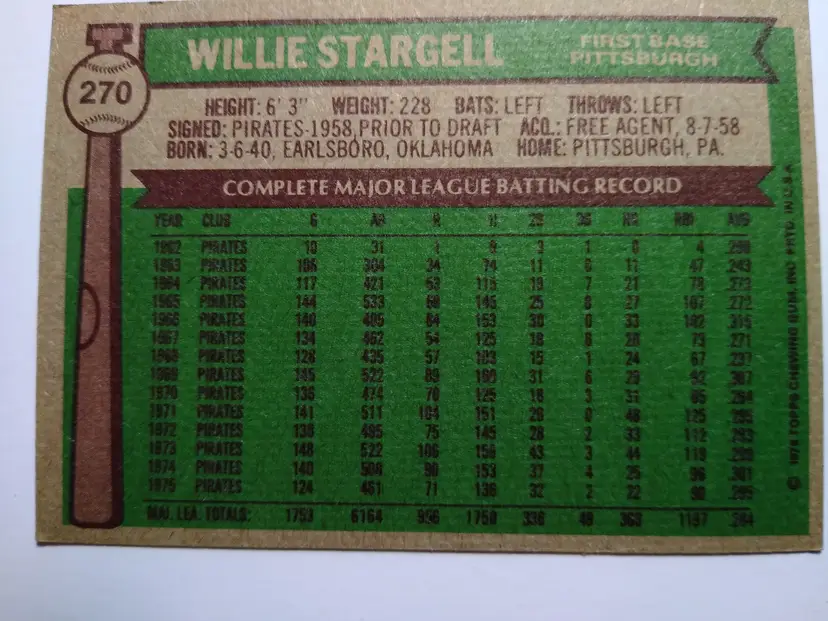 WILLIE STARGELL
FIRST BASE
PITTSBURGH
270
HEIGHT: 6' 3" WEIGHT: 228 BATS: LEFT THROWS: LEFT
SIGNED: PIRATES-1958, PRIOR TO DRAFT ACQ.: FREE AGENT, 8-7-58
BORN: 3-6-40, EARLSBORO, OKLAHOMA HOME: PITTSBURGH, PA.
COMPLETE MAJOR LEAGUE BATTING RECORD
YEAR CLUB G AB R H 2B 3B HR RBI AVG
1962 PIRATES 10 31 1 9 3 1 0 4 .290
1963 PIRATES 108 304 34 74 11 6 11 47 .243
1964 PIRATES 117 421 53 115 19 7 21 78 .273
1965 PIRATES 144 533 68 145 25 8 27 107 .272
1966 PIRATES 140 485 84 153 30 0 33 102 .315
1967 PIRATES 134 462 54 125 18 6 20 73 .271
1968 PIRATES 128 435 57 103 15 1 24 67 .237
1969 PIRATES 145 522 89 160 31 6 29 92 .307
1970 PIRATES 136 474 70 125 18 3 31 85 .264
1971 PIRATES 141 511 104 151 26 0 48 125 .295
1972 PIRATES 138 495 75 145 28 2 33 112 .293
1973 PIRATES 148 522 106 156 43 3 44 119 .299
1974 PIRATES 140 508 90 153 37 4 25 96 .301
1975 PIRATES 124 461 71 136 32 2 22 90 .295
MAJ. LEA. TOTALS: 1753 6164 956 1750 336 49 368 1197 .284
© 1976 TOPPS CHEWING GUM, INC. PRTD. IN U.S.A.